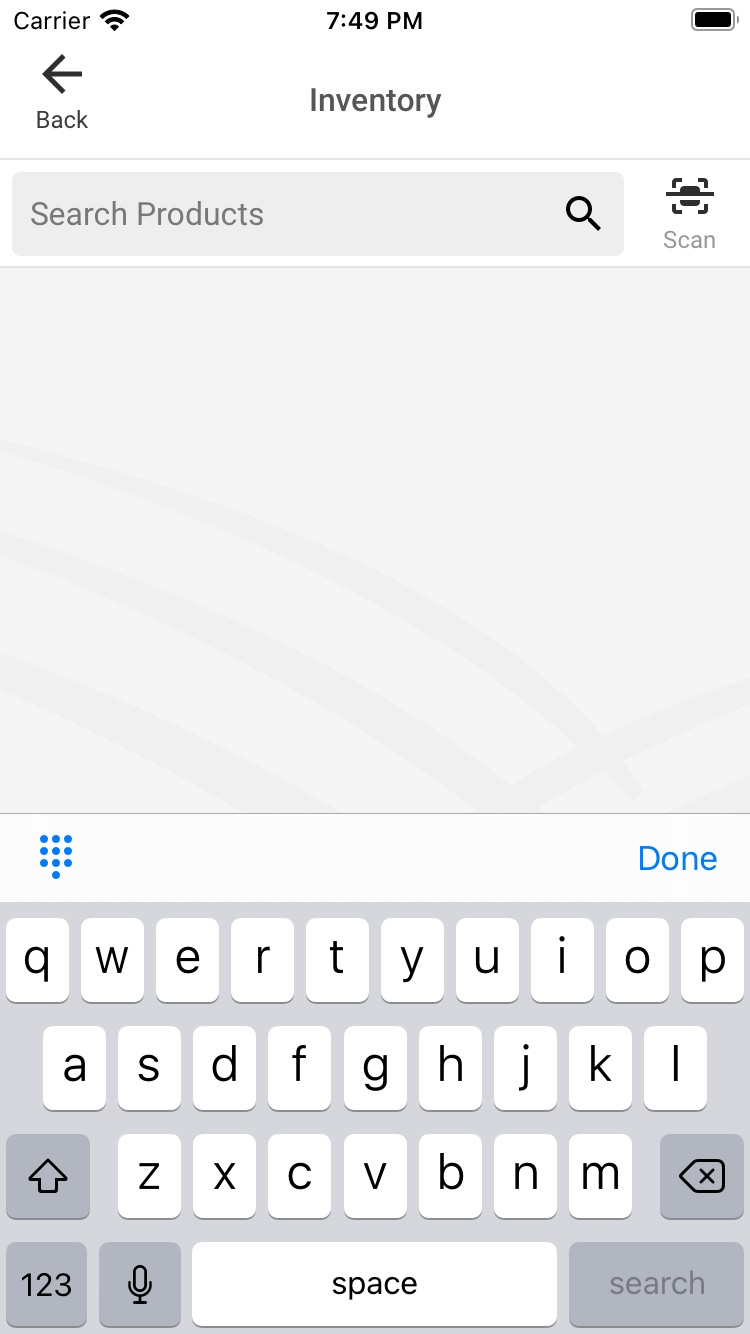 Carrier 7:49 PM
Back
Inventory
Search Products
Scan
Done
q w e r t y u i o p
a s d f g h j k l
z x c v b n m
123 space search